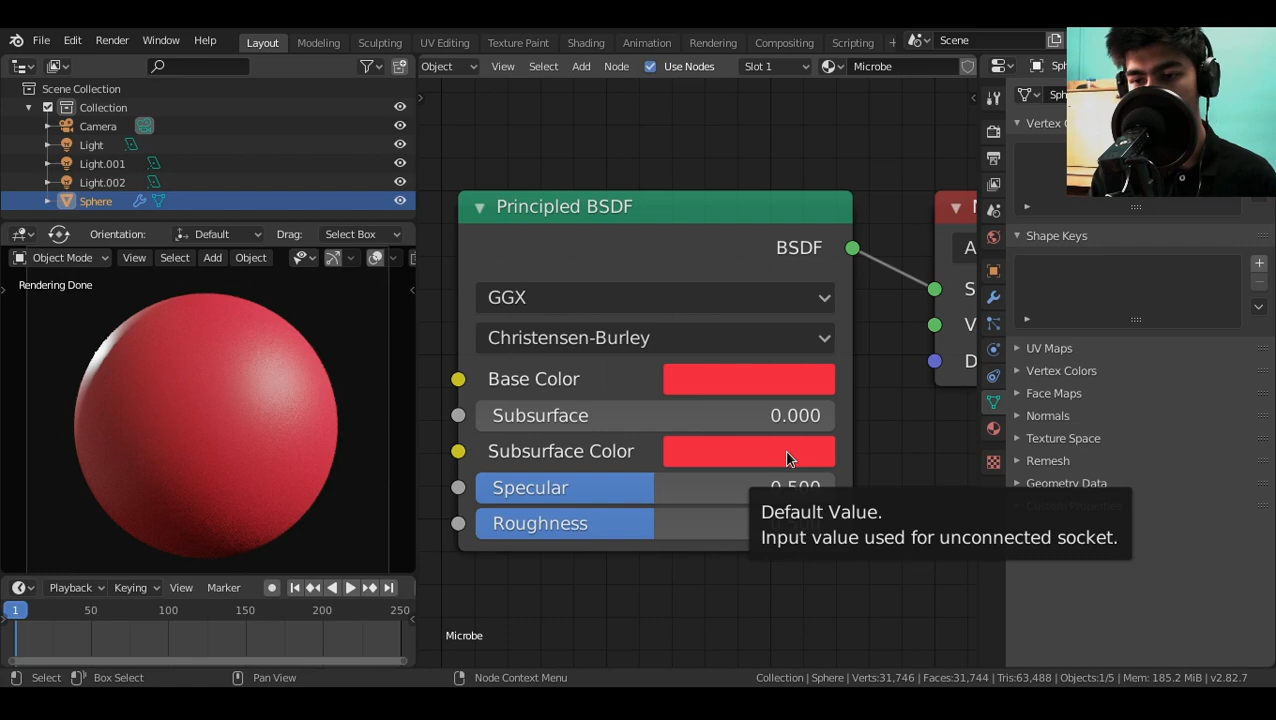 File Edit Render Window Help Layout Modeling Sculpting UV Editing Texture Paint Shading Animation Rendering Compositing Scripting + Scene
Object View Select Add Node Use Nodes Slot 1 Microbe
Scene Collection
Collection
Camera
Light
Light.001
Light.002
Sphere
Orientation: Default Drag: Select Box
Object Mode View Select Add Object
Rendering Done
Principled BSDF
BSDF
GGX
Christensen-Burley
Base Color
Subsurface 0.000
Subsurface Color
Specular 0.500
Roughness
Default Value.
Input value used for unconnected socket.
Microbe
A
S
V
D
Shape Keys
UV Maps
Vertex Colors
Face Maps
Normals
Texture Space
Remesh
Geometry Data
Playback Keying View Marker
1 50 100 150 200 250
Select Box Select Pan View Node Context Menu Collection | Sphere | Verts:31,746 | Faces:31,744 | Tris:63,488 | Objects:1/5 | Mem: 185.2 MiB | v2.82.7